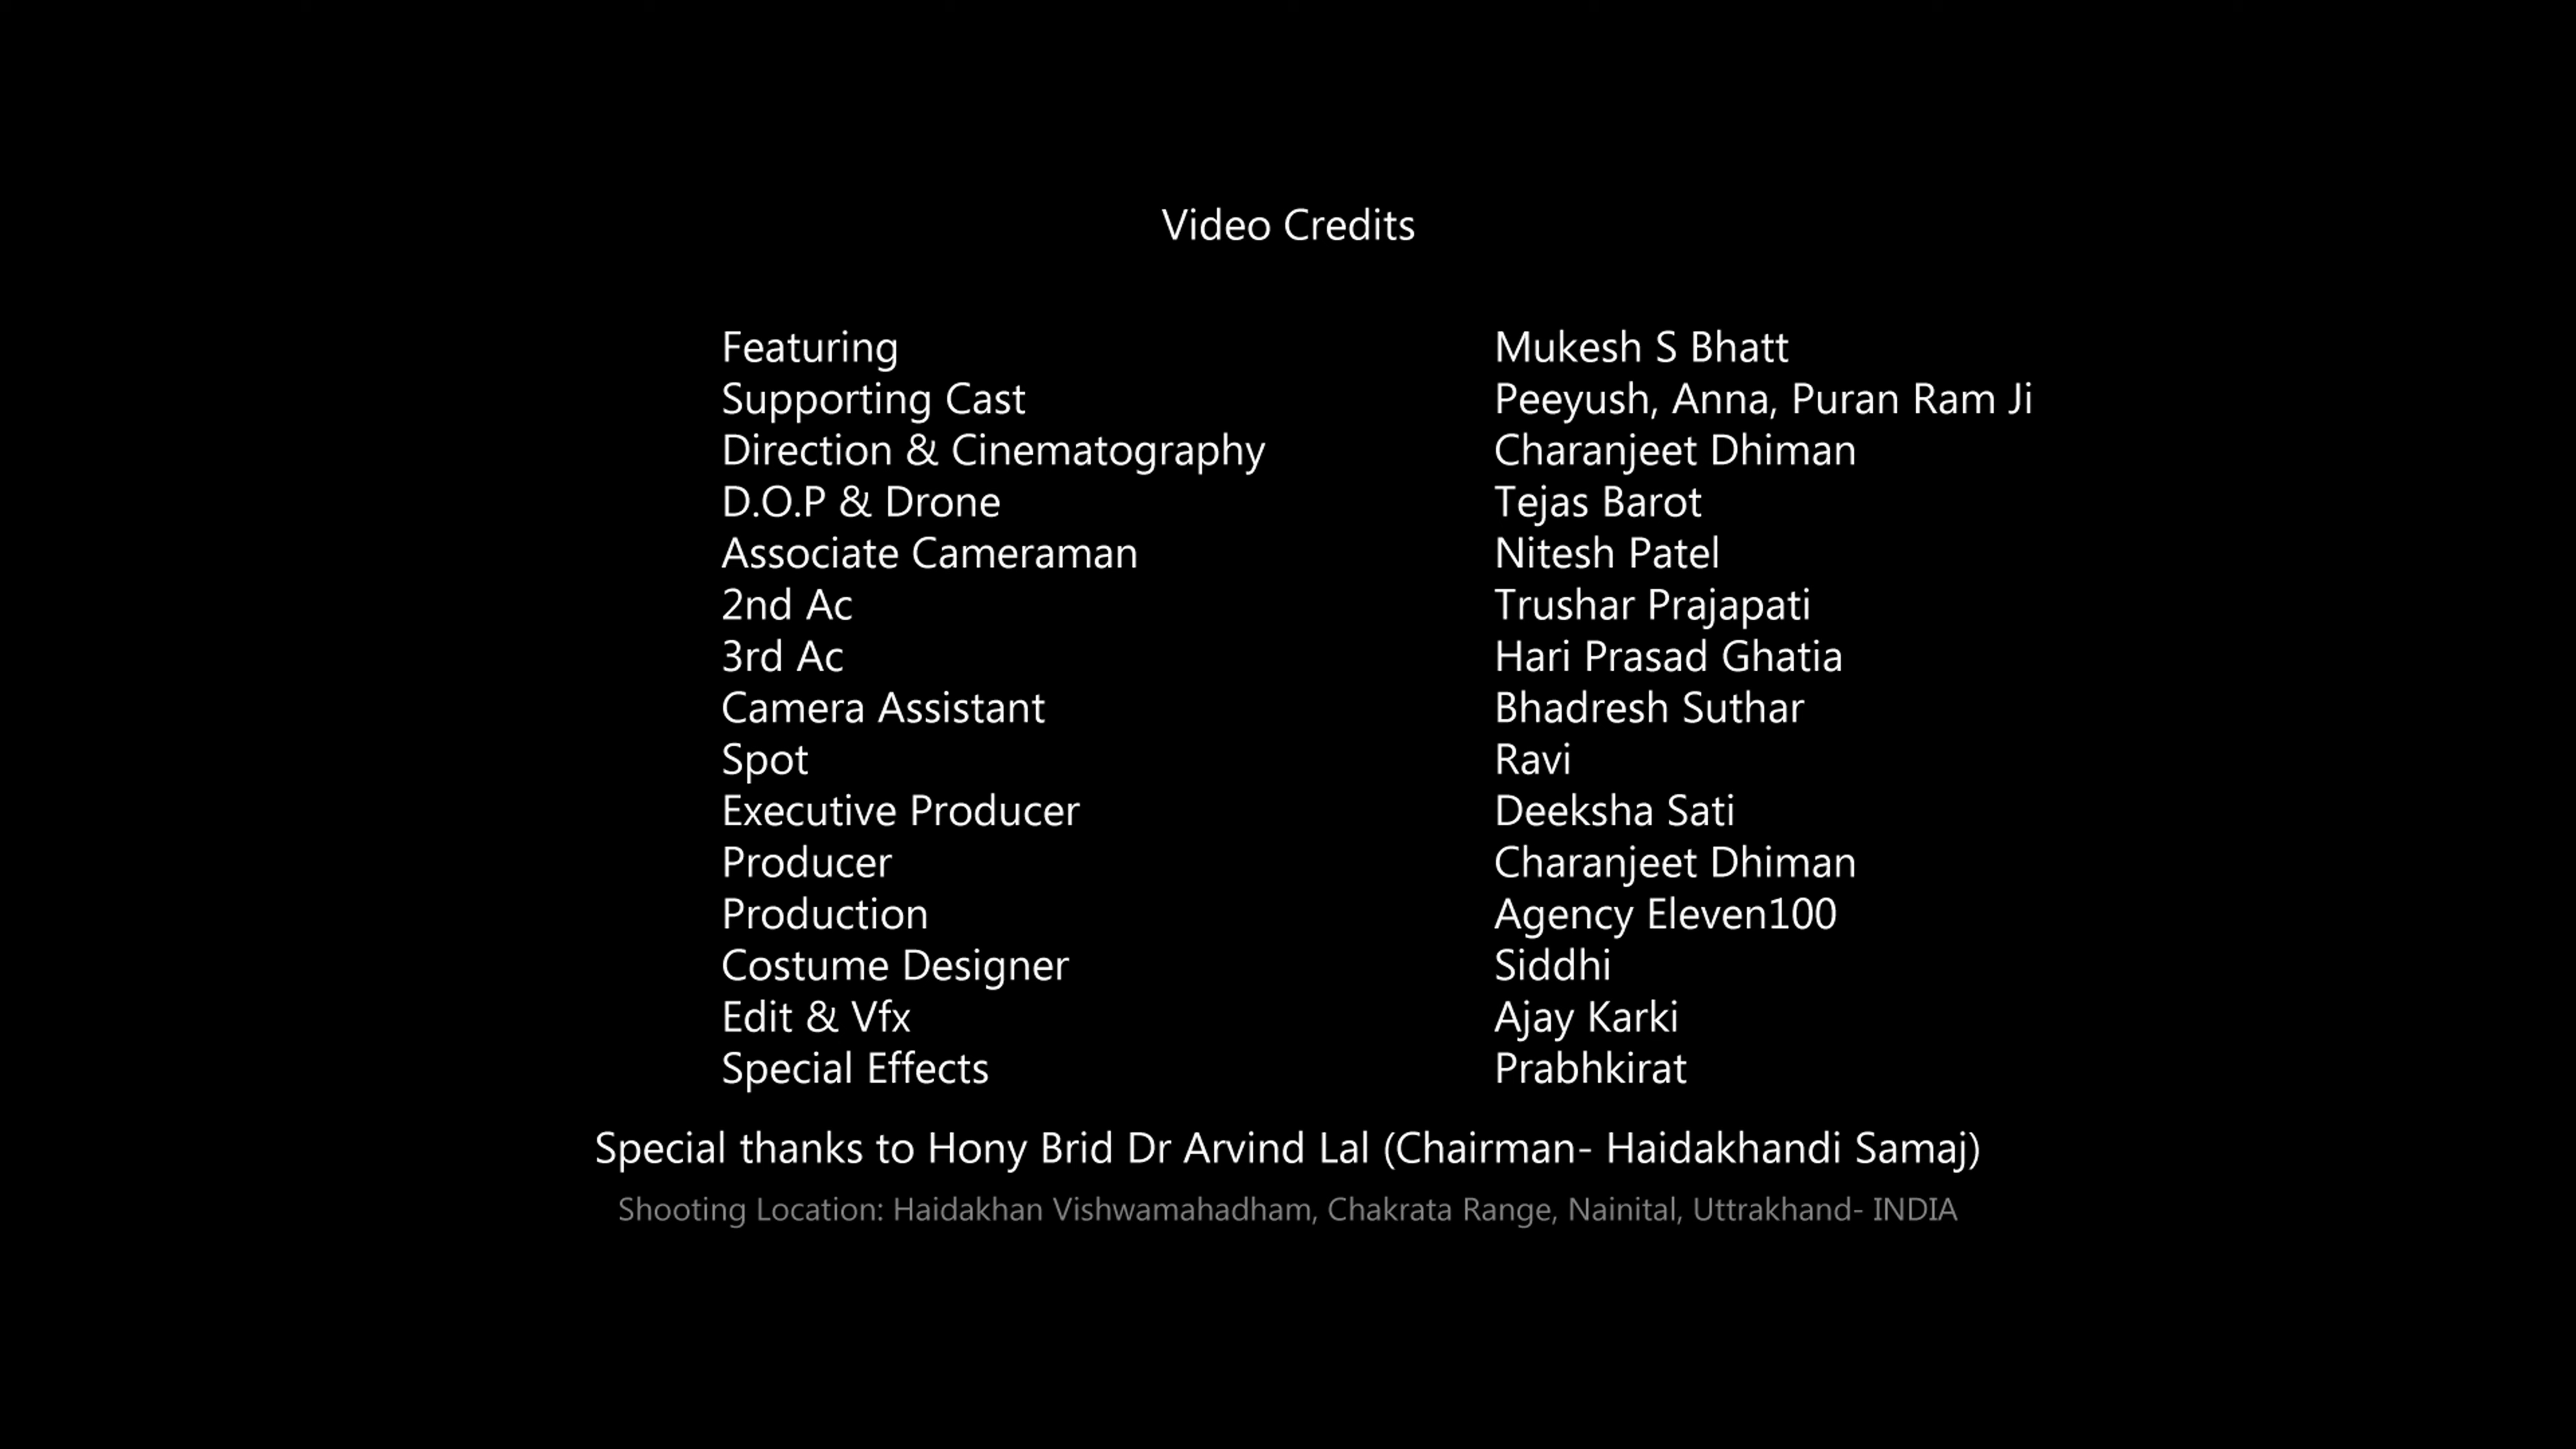 Video Credits
Featuring Mukesh S Bhatt
Supporting Cast Peeyush, Anna, Puran Ram Ji
Direction & Cinematography Charanjeet Dhiman
D.O.P & Drone Tejas Barot
Associate Cameraman Nitesh Patel
2nd Ac Trushar Prajapati
3rd Ac Hari Prasad Ghatia
Camera Assistant Bhadresh Suthar
Spot Ravi
Executive Producer Deeksha Sati
Producer Charanjeet Dhiman
Production Agency Eleven100
Costume Designer Siddhi
Edit & Vfx Ajay Karki
Special Effects Prabhkirat
Special thanks to Hony Brid Dr Arvind Lal (Chairman- Haidakhandi Samaj)
Shooting Location: Haidakhan Vishwamahadham, Chakrata Range, Nainital, Uttrakhand- INDIA